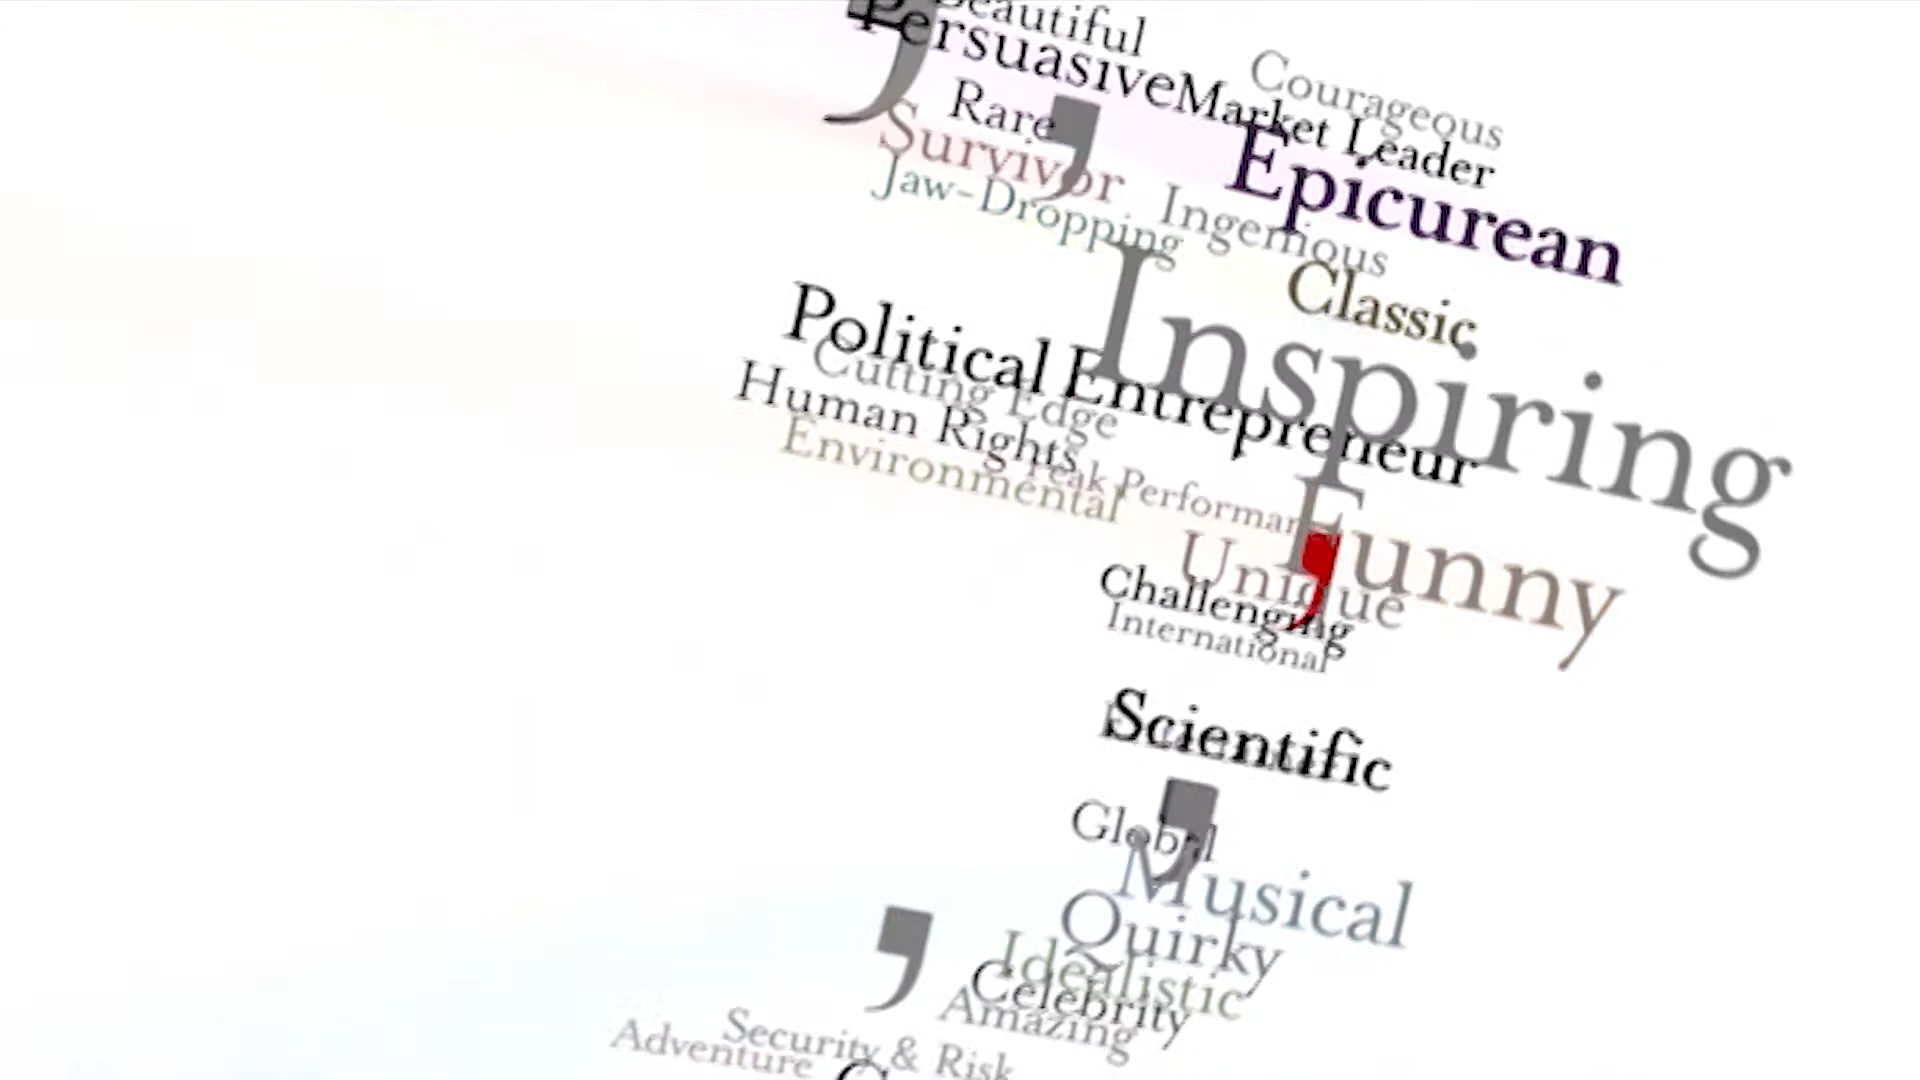 Beautiful
Persuasive
Courageous
Market Leader
Rare
Epicurean
Survivor
Jaw-Dropping
Ingenious
Classic
Inspiring
Political
Entrepreneur
Cutting Edge
Human Rights
Environmental
Peak Performance
Funny
Unique
Challenging
International
Scientific
Global
Musical
Quirky
Idealistic
Celebrity
Amazing
Security & Risk
Adventure